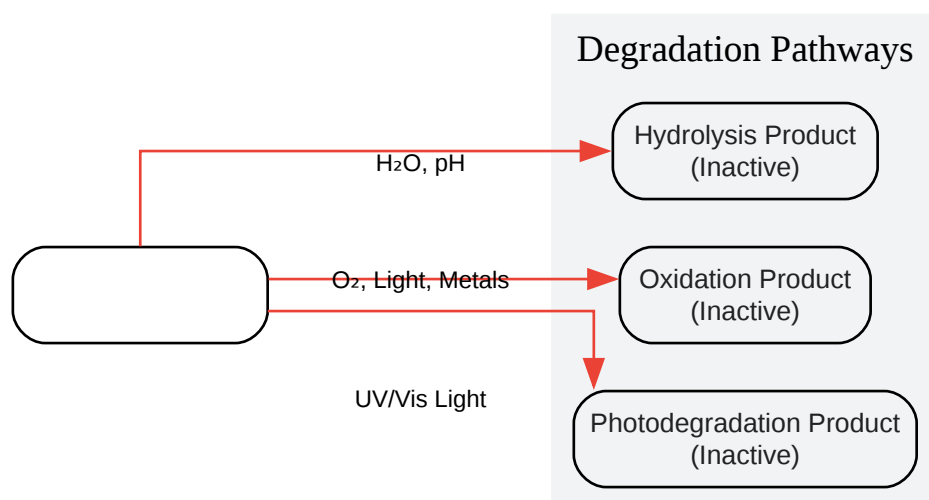 Degradation Pathways
Hydrolysis Product
(Inactive)
H₂O, pH
O₂, Light, Metals
Oxidation Product
(Inactive)
UV/Vis Light
Photodegradation Product
(Inactive)